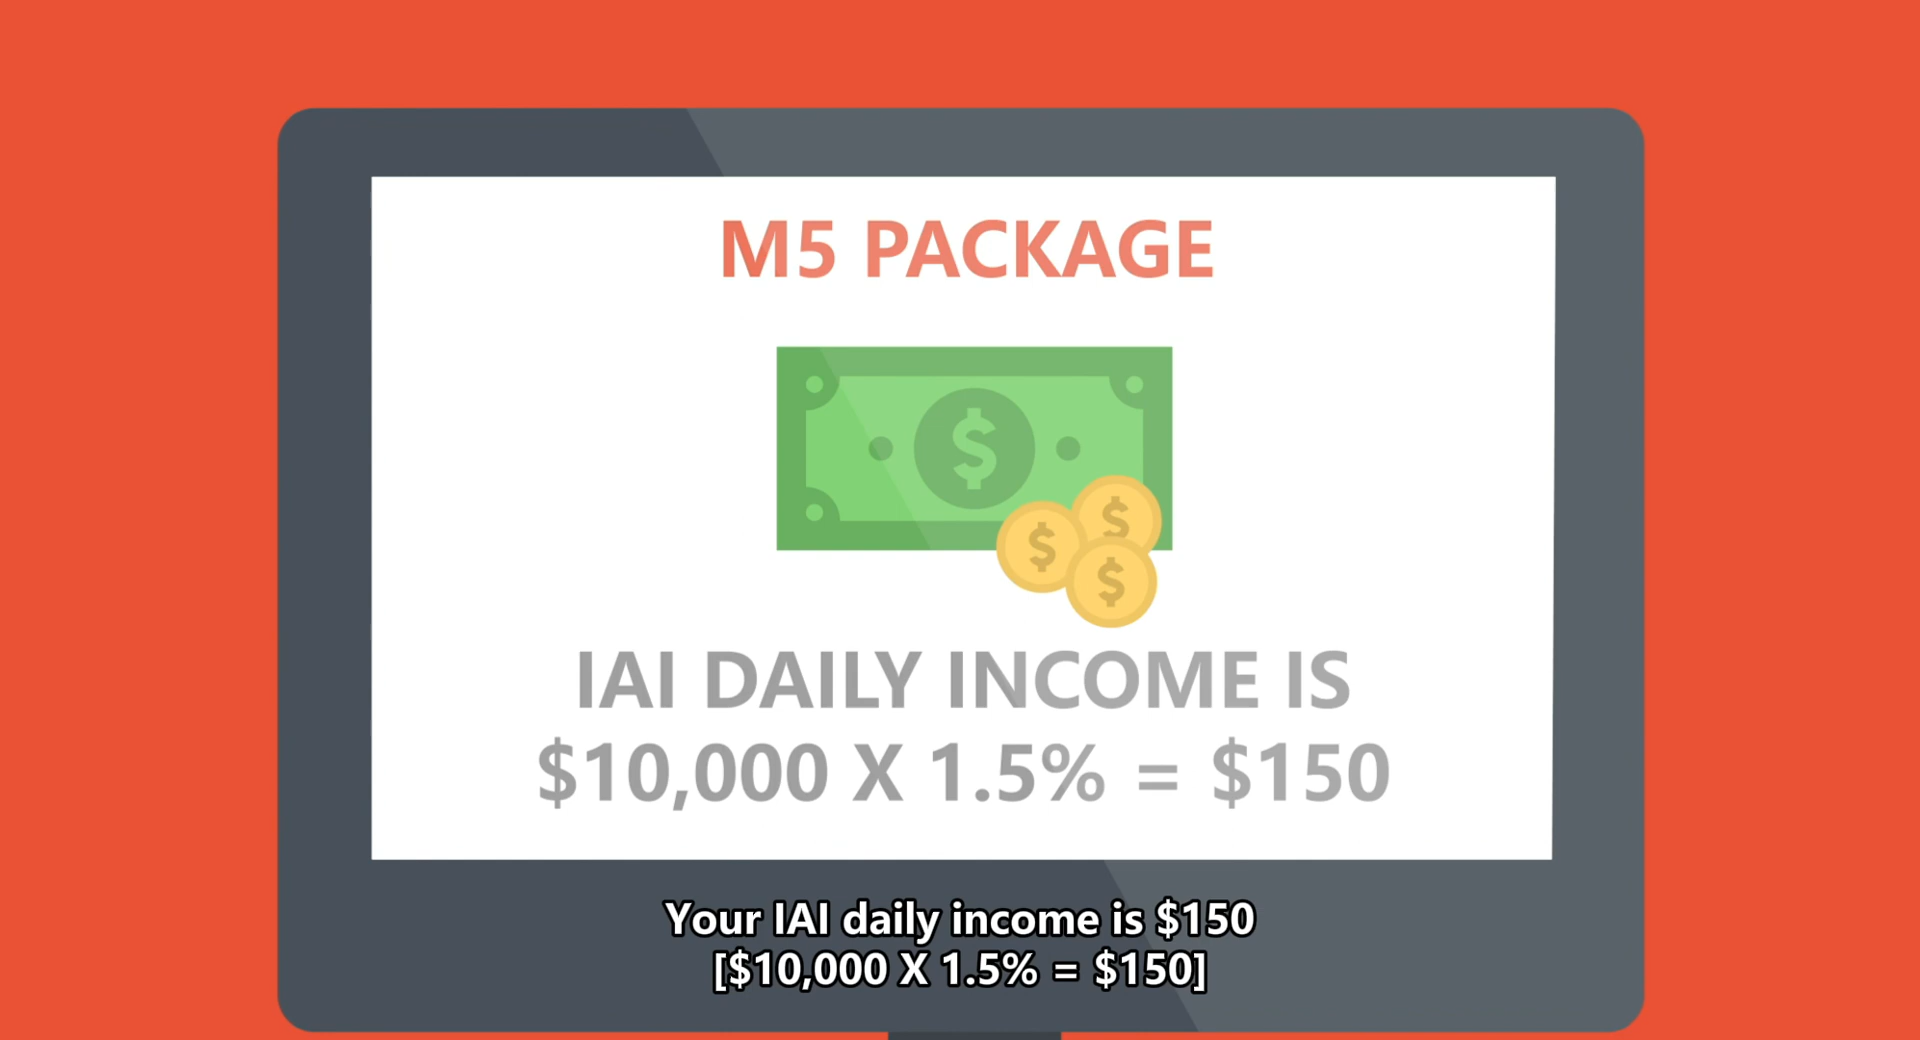 M5 PACKAGE
IAI DAILY INCOME IS
$10,000 X 1.5% = $150
Your IAI daily income is $150
[$10,000 X 1.5% = $150]